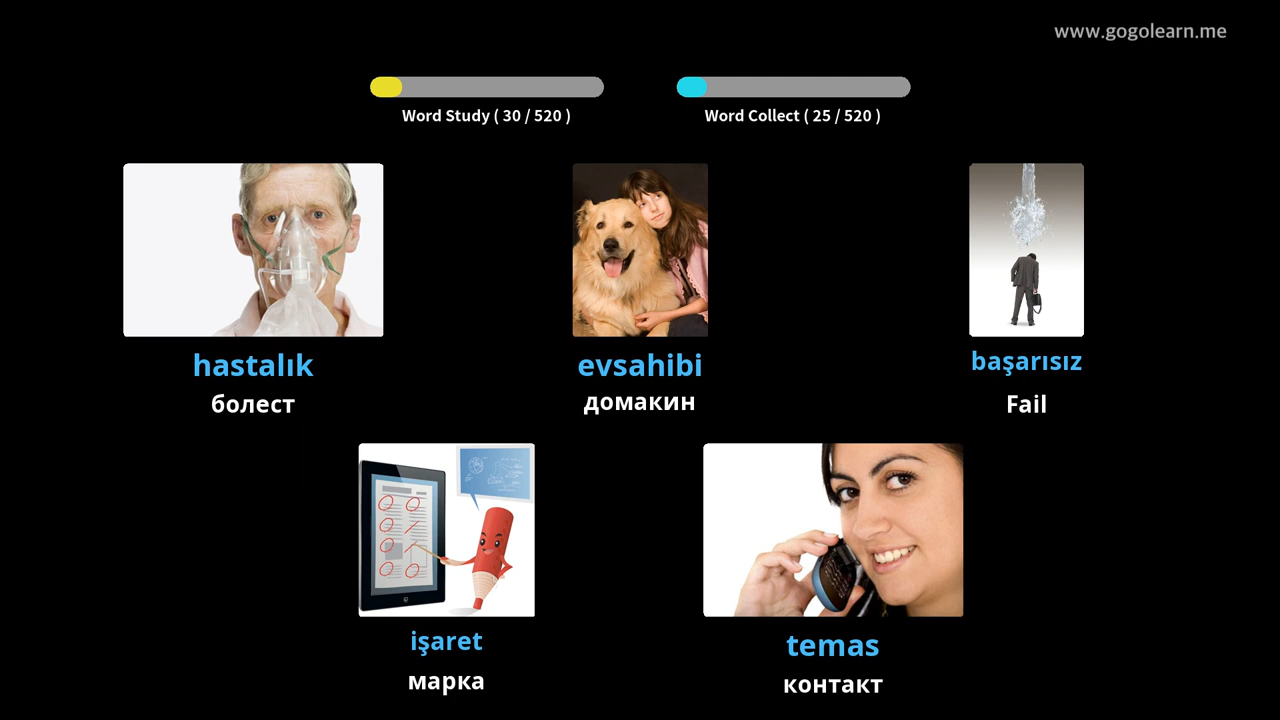 www.gogolearn.me
Word Study ( 30 / 520 )
Word Collect ( 25 / 520 )
hastalık
болест
evsahibi
домакин
başarısız
Fail
işaret
марка
temas
контакт